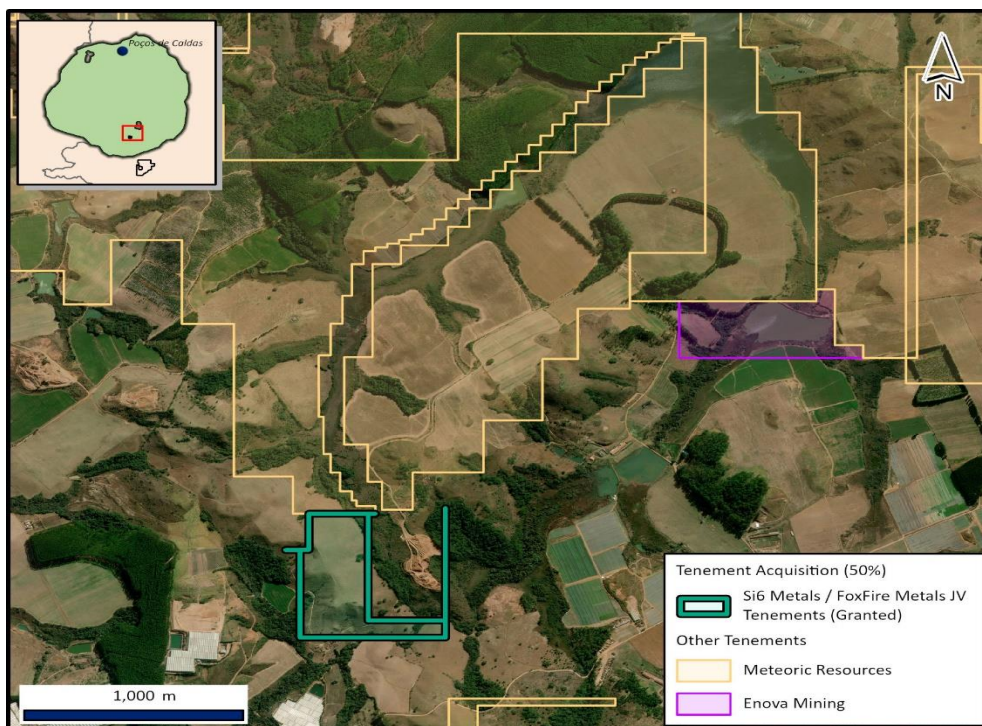 Poços de Caldas
N
Tenement Acquisition (50%)
Si6 Metals / FoxFire Metals JV
Tenements (Granted)
Other Tenements
Meteoric Resources
Enova Mining
1,000 m